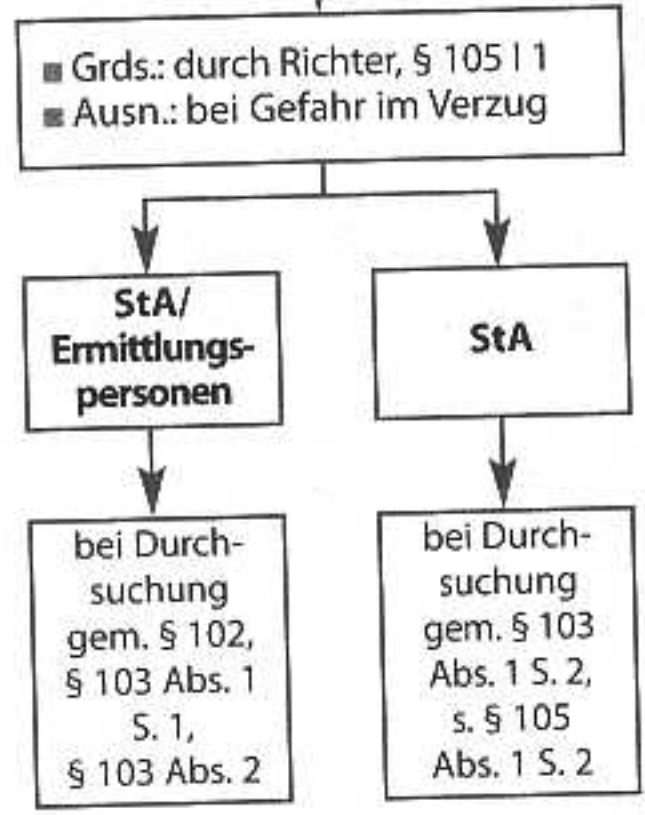 ■ Grds.: durch Richter, § 105 I 1
■ Ausn.: bei Gefahr im Verzug
StA/
Ermittlungs-
personen
StA
bei Durch-
suchung
gem. § 102,
§ 103 Abs. 1
S. 1,
§ 103 Abs. 2
bei Durch-
suchung
gem. § 103
Abs. 1 S. 2,
s. § 105
Abs. 1 S. 2